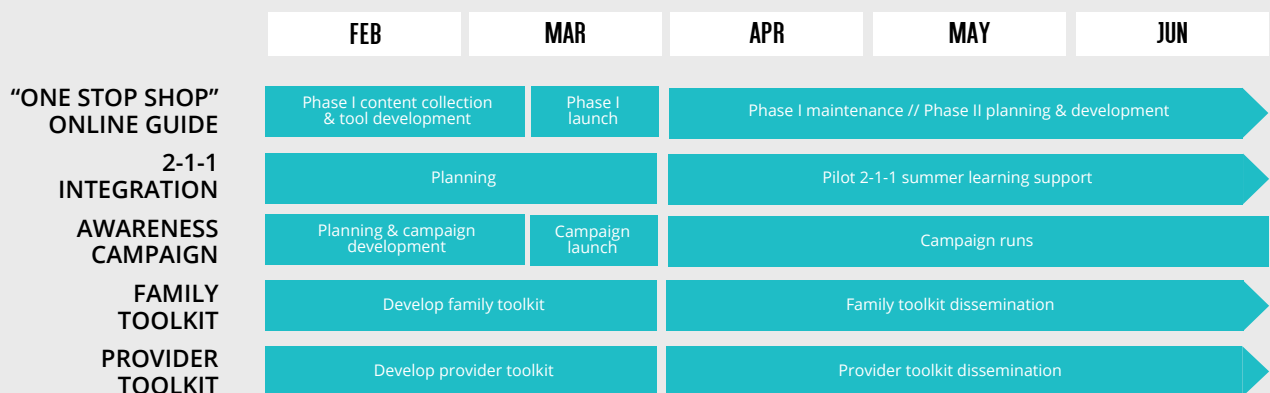 FEB MAR APR MAY JUN
“ONE STOP SHOP”
ONLINE GUIDE
Phase I content collection
& tool development
Phase I
launch
Phase I maintenance // Phase II planning & development
2-1-1
INTEGRATION
Planning
Pilot 2-1-1 summer learning support
AWARENESS
CAMPAIGN
Planning & campaign
development
Campaign
launch
Campaign runs
FAMILY
TOOLKIT
Develop family toolkit
Family toolkit dissemination
PROVIDER
TOOLKIT
Develop provider toolkit
Provider toolkit dissemination